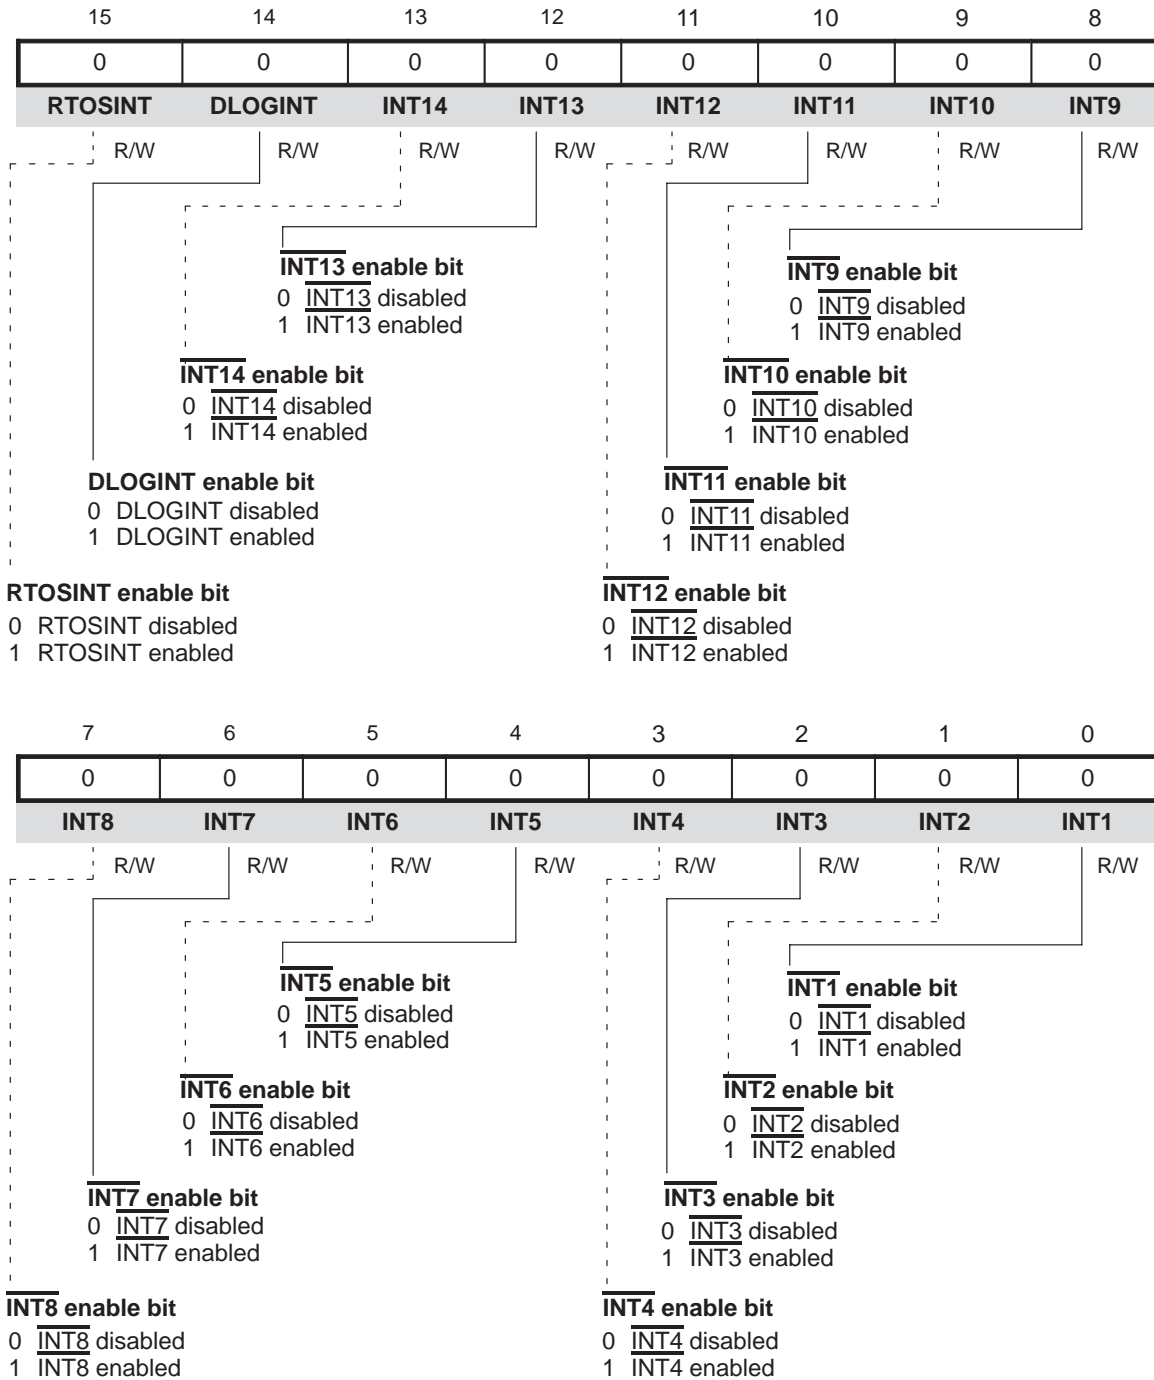 15 14 13 12 11 10 9 8
0 0 0 0 0 0 0 0
RTOSINT DLOGINT INT14 INT13 INT12 INT11 INT10 INT9
R/W R/W R/W R/W R/W R/W R/W R/W
INT13 enable bit
0 INT13 disabled
1 INT13 enabled
INT9 enable bit
0 INT9 disabled
1 INT9 enabled
INT14 enable bit
0 INT14 disabled
1 INT14 enabled
INT10 enable bit
0 INT10 disabled
1 INT10 enabled
DLOGINT enable bit
0 DLOGINT disabled
1 DLOGINT enabled
INT11 enable bit
0 INT11 disabled
1 INT11 enabled
RTOSINT enable bit
0 RTOSINT disabled
1 RTOSINT enabled
INT12 enable bit
0 INT12 disabled
1 INT12 enabled
7 6 5 4 3 2 1 0
0 0 0 0 0 0 0 0
INT8 INT7 INT6 INT5 INT4 INT3 INT2 INT1
R/W R/W R/W R/W R/W R/W R/W R/W
INT5 enable bit
0 INT5 disabled
1 INT5 enabled
INT1 enable bit
0 INT1 disabled
1 INT1 enabled
INT6 enable bit
0 INT6 disabled
1 INT6 enabled
INT2 enable bit
0 INT2 disabled
1 INT2 enabled
INT7 enable bit
0 INT7 disabled
1 INT7 enabled
INT3 enable bit
0 INT3 disabled
1 INT3 enabled
INT8 enable bit
0 INT8 disabled
1 INT8 enabled
INT4 enable bit
0 INT4 disabled
1 INT4 enabled